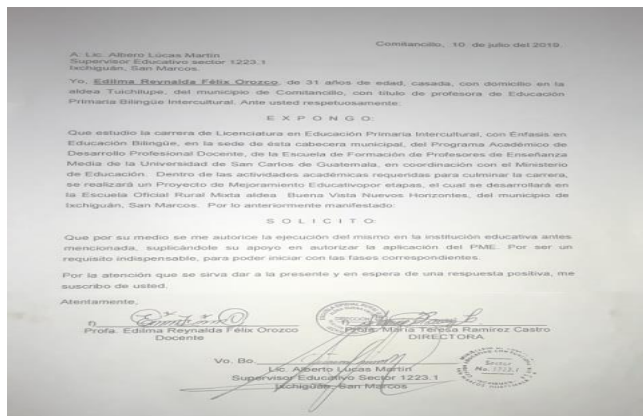 Comitancillo, 10 de julio del 2019.
A: Lic. Albero Lucas Martín
Supervisor Educativo sector 1223.1
Ixchiguán, San Marcos.
Yo, Edilma Reynalda Félix Orozco, de 31 años de edad, casada, con domicilio en la
aldea Tuichilupe, del municipio de Comitancillo, con título de profesora de Educación
Primaria Bilingüe Intercultural. Ante usted respetuosamente:
E X P O N G O:
Que estudio la carrera de Licenciatura en Educación Primaria Intercultural, con Énfasis en
Educación Bilingüe, en la sede de ésta cabecera municipal, del Programa Académico de
Desarrollo Profesional Docente, de la Escuela de Formación de Profesores de Enseñanza
Media de la Universidad de San Carlos de Guatemala, en coordinación con el Ministerio
de Educación. Dentro de las actividades académicas requeridas para culminar la carrera,
se realizará un Proyecto de Mejoramiento Educativopor etapas, el cual se desarrollará en
la Escuela Oficial Rural Mixta aldea Buena Vista Nuevos Horizontes, del municipio de
Ixchiguán, San Marcos. Por lo anteriormente manifestado:
S O L I C I T O:
Que por su medio se me autorice la ejecución del mismo en la institución educativa antes
mencionada, suplicándole su apoyo en autorizar la aplicación del PME. Por ser un
requisito indispensable, para poder iniciar con las fases correspondientes.
Por la atención que se sirva dar a la presente y en espera de una respuesta positiva, me
suscribo de usted.
Atentamente,
f)
f)
Profa. Edilma Reynalda Félix Orozco
Profa. María Teresa Ramírez Castro
Docente
DIRECTORA
Vo. Bo.
Lic. Alberto Lucas Martín
Supervisor Educativo Sector 1223.1
Ixchiguán, San Marcos
Sector
No. 1223.1